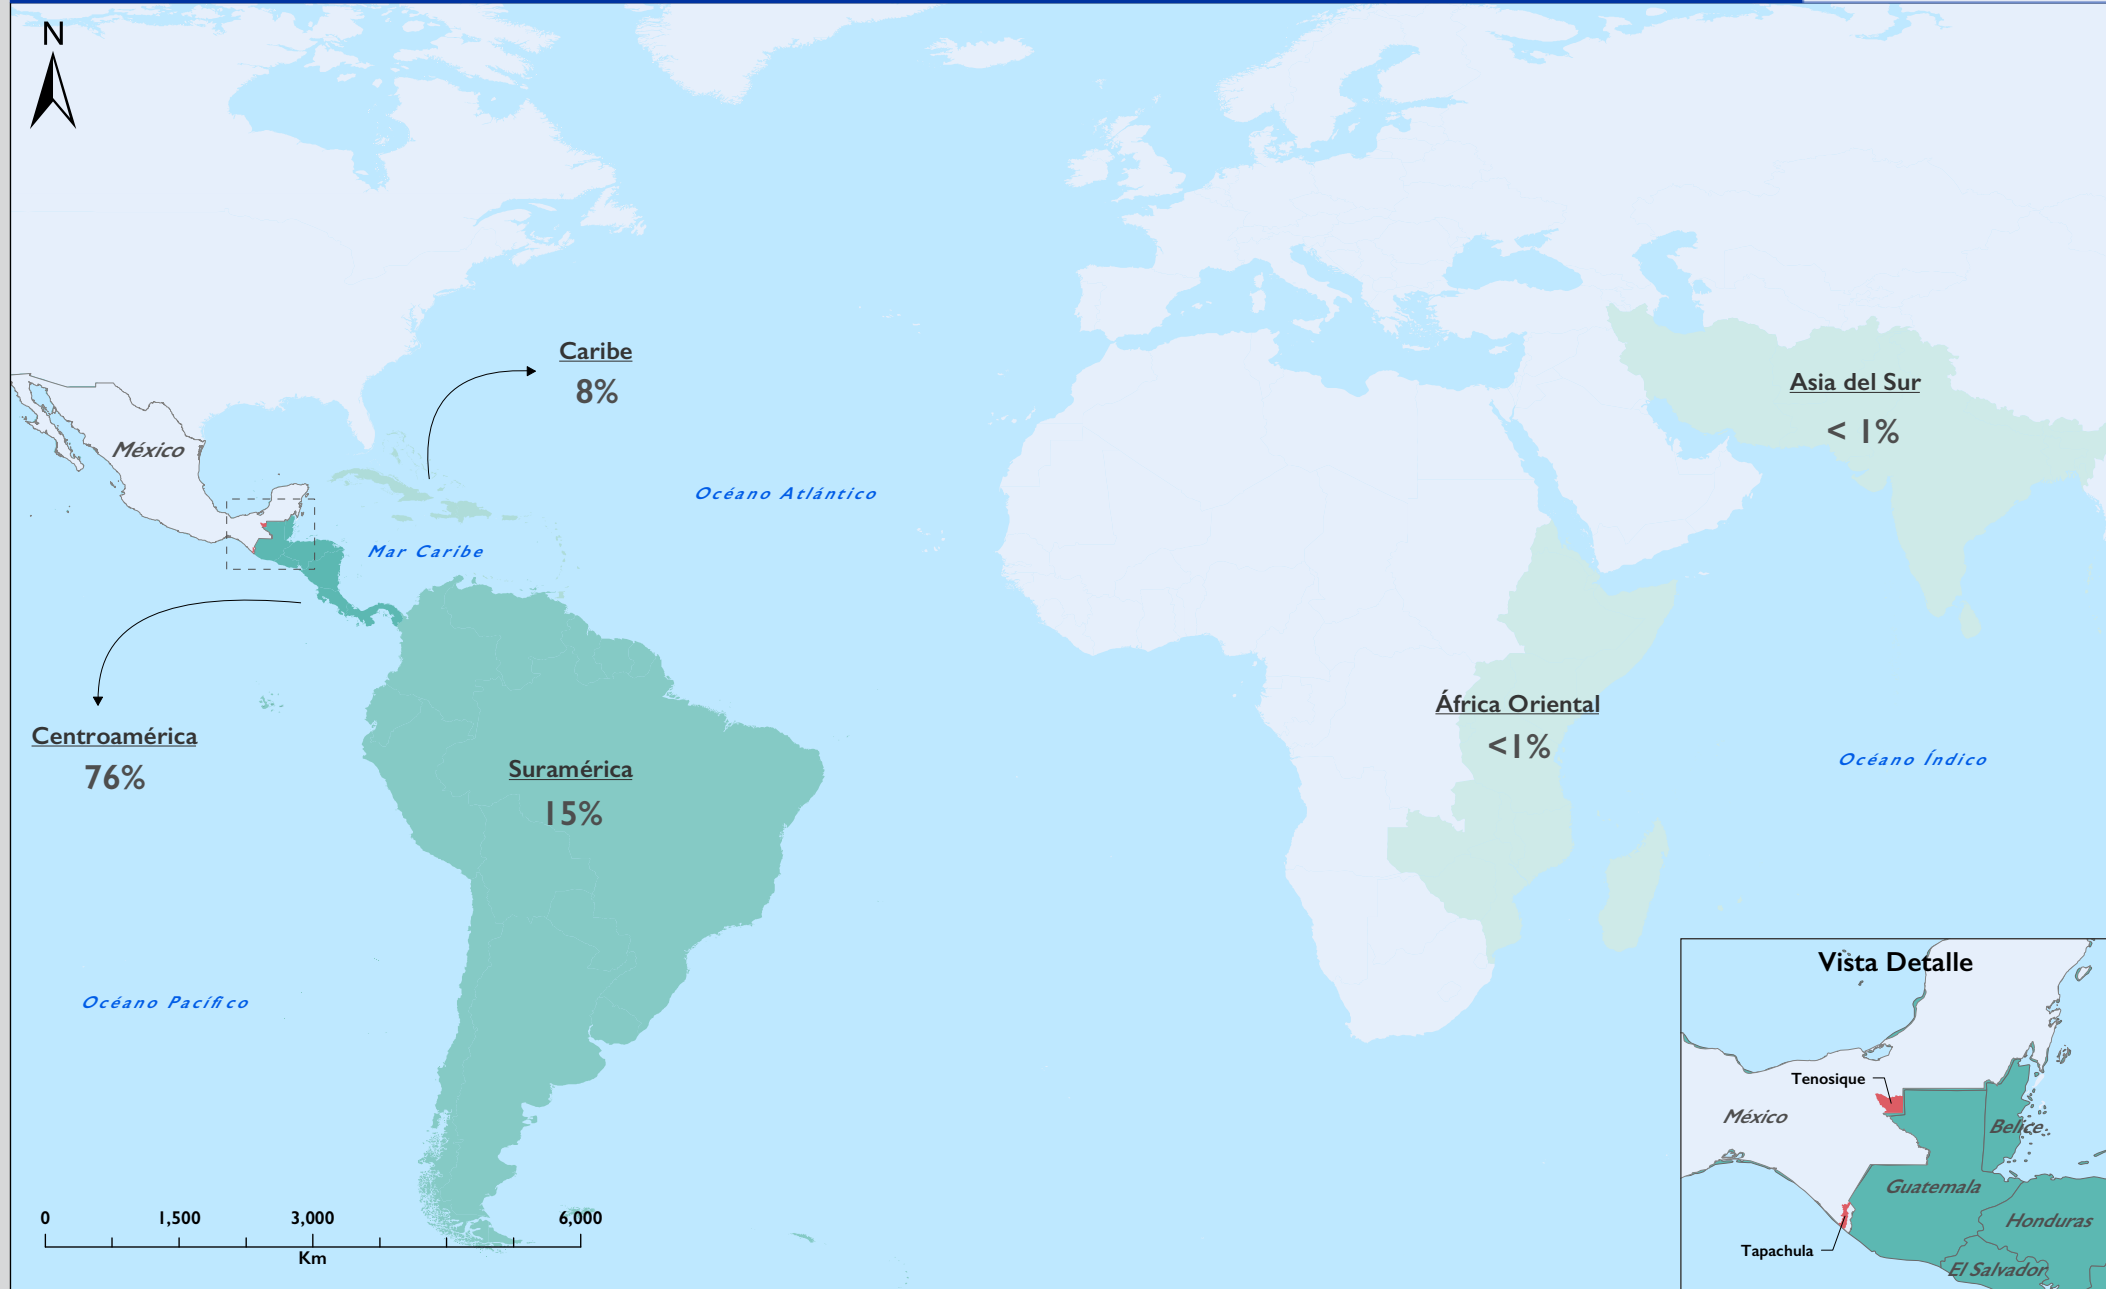 N
Caribe
8%
Asia del Sur
< 1%
México
Océano Atlántico
Mar Caribe
África Oriental
<1%
Centroamérica
76%
Suramérica
15%
Océano Índico
Océano Pacífico
0 1,500 3,000 6,000
Km
Vista Detalle
Tenosique
México
Belice
Guatemala
Honduras
Tapachula
El Salvador